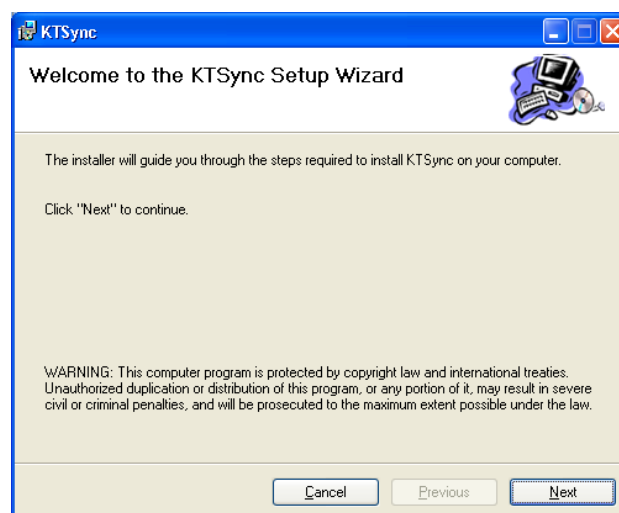 KTSync
Welcome to the KTSync Setup Wizard
The installer will guide you through the steps required to install KTSync on your computer.
Click "Next" to continue.
WARNING: This computer program is protected by copyright law and international treaties.
Unauthorized duplication or distribution of this program, or any portion of it, may result in severe
civil or criminal penalties, and will be prosecuted to the maximum extent possible under the law.
Cancel Previous Next